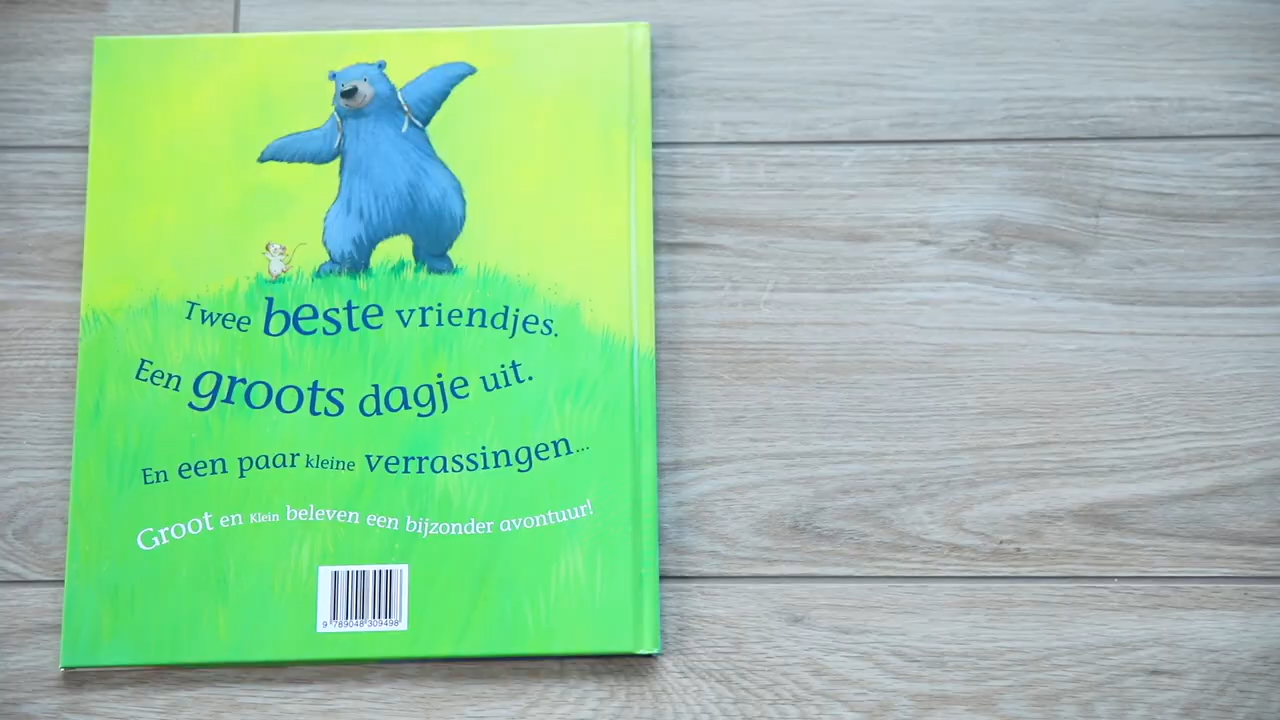 Twee beste vriendjes.
Een groots dagje uit.
En een paar kleine verrassingen...
Groot en Klein beleven een bijzonder avontuur!
9 789048 309498